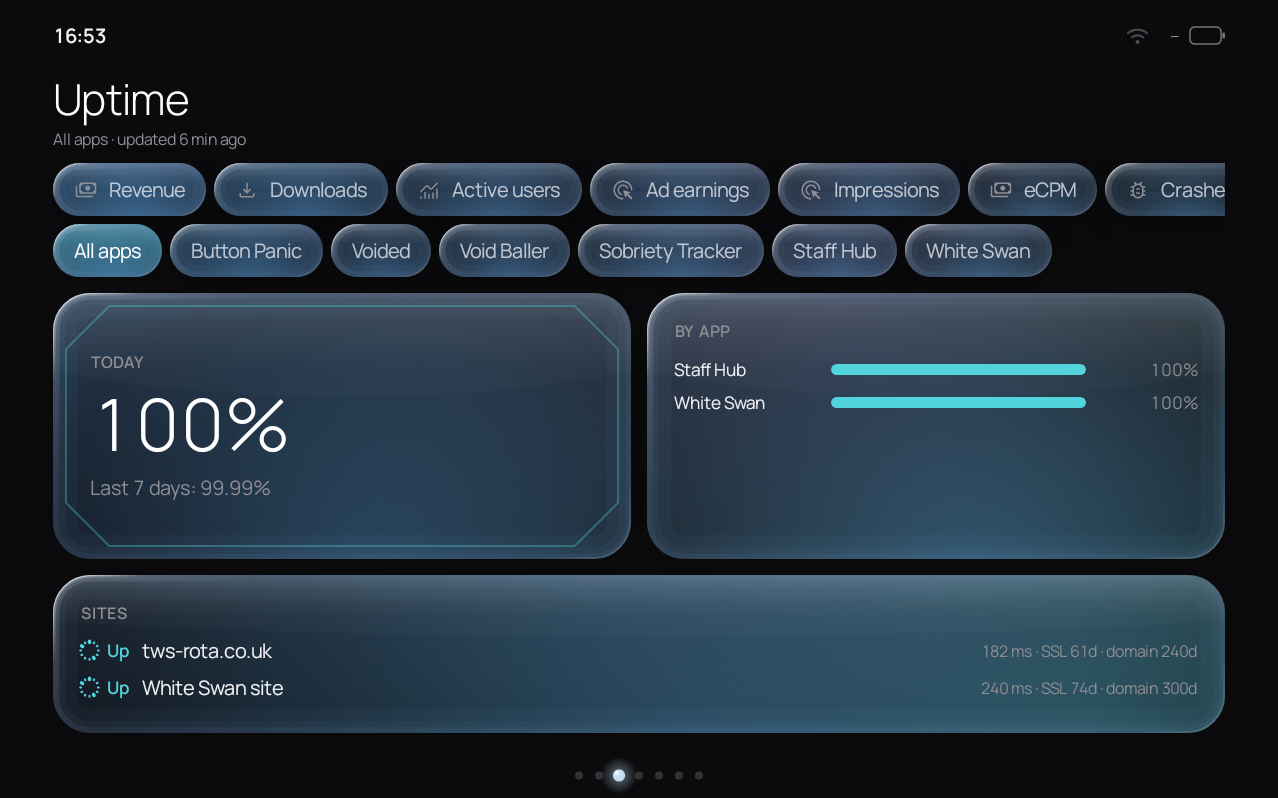 16:53
–
Uptime
All apps · updated 6 min ago
Revenue Downloads Active users Ad earnings Impressions eCPM Crashe
All apps Button Panic Voided Void Baller Sobriety Tracker Staff Hub White Swan
TODAY
100%
Last 7 days: 99.99%
BY APP
Staff Hub 100%
White Swan 100%
SITES
Up tws-rota.co.uk 182 ms · SSL 61d · domain 240d
Up White Swan site 240 ms · SSL 74d · domain 300d